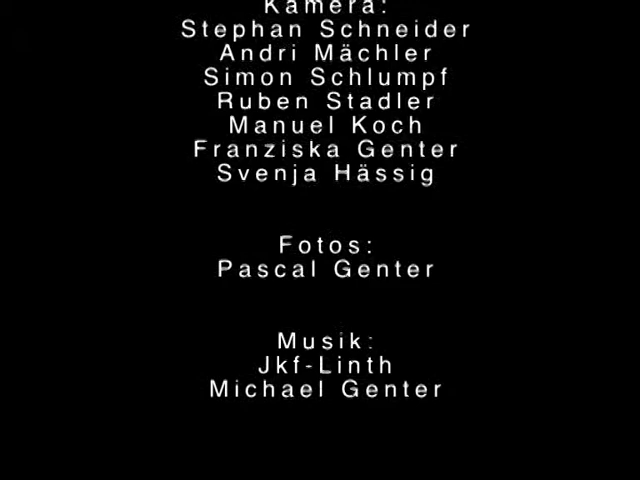 Kamera:
Stephan Schneider
Andri Mächler
Simon Schlumpf
Ruben Stadler
Manuel Koch
Franziska Genter
Svenja Hässig
Fotos:
Pascal Genter
Musik:
Jkf-Linth
Michael Genter